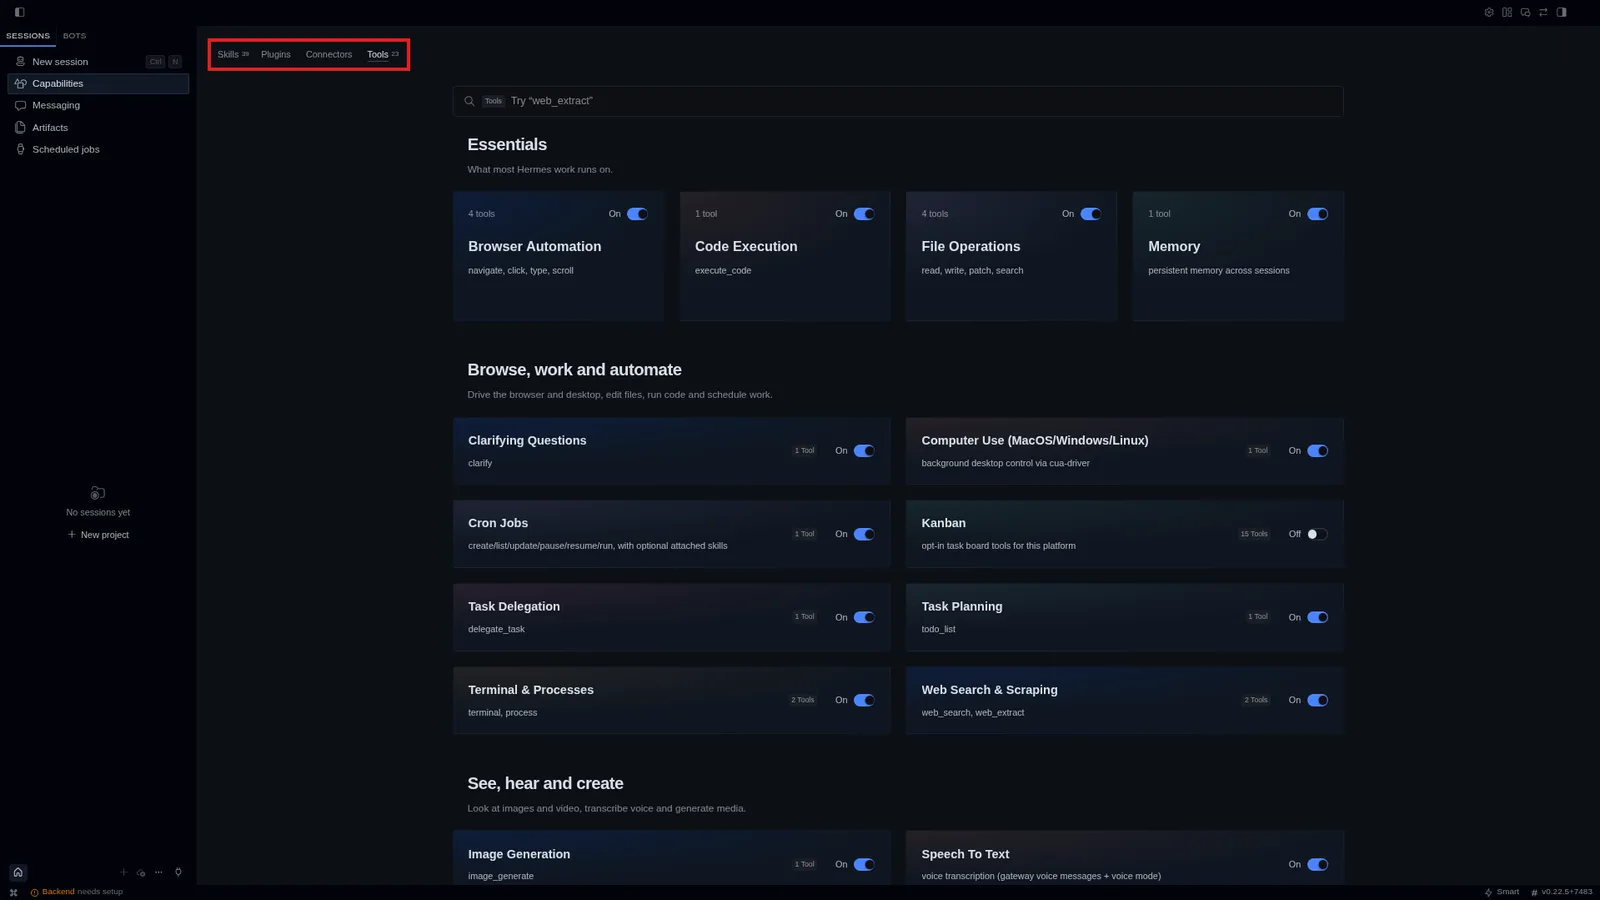 SESSIONS BOTS
New session Ctrl N
Capabilities
Messaging
Artifacts
Scheduled jobs
No sessions yet
New project
Backend needs setup
Skills 39 Plugins Connectors Tools 23
Tools Try “web_extract”
Essentials
What most Hermes work runs on.
4 tools On
Browser Automation
navigate, click, type, scroll
1 tool On
Code Execution
execute_code
4 tools On
File Operations
read, write, patch, search
1 tool On
Memory
persistent memory across sessions
Browse, work and automate
Drive the browser and desktop, edit files, run code and schedule work.
Clarifying Questions
clarify
1 Tool On
Computer Use (MacOS/Windows/Linux)
background desktop control via cua-driver
1 Tool On
Cron Jobs
create/list/update/pause/resume/run, with optional attached skills
1 Tool On
Kanban
opt-in task board tools for this platform
15 Tools Off
Task Delegation
delegate_task
1 Tool On
Task Planning
todo_list
1 Tool On
Terminal & Processes
terminal, process
2 Tools On
Web Search & Scraping
web_search, web_extract
2 Tools On
See, hear and create
Look at images and video, transcribe voice and generate media.
Image Generation
image_generate
1 Tool On
Speech To Text
voice transcription (gateway voice messages + voice mode)
On
Smart # v0.22.5+7483